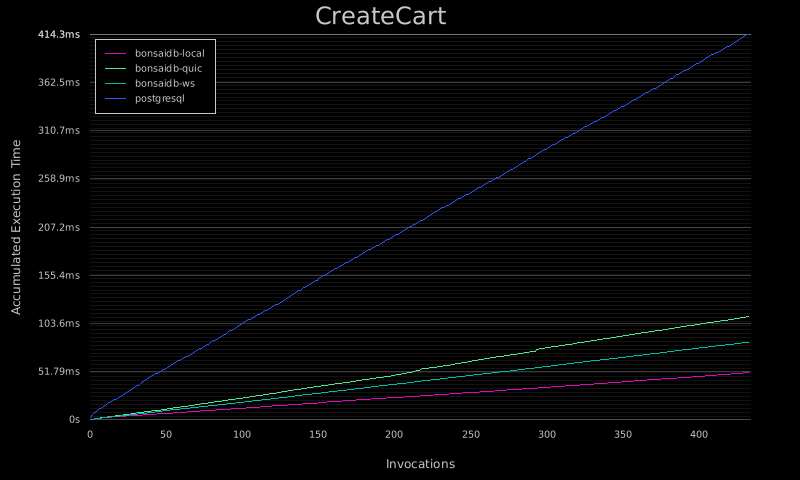 CreateCart
414.3ms
362.5ms
310.7ms
258.9ms
207.2ms
155.4ms
103.6ms
51.79ms
0s
bonsaidb-local
bonsaidb-quic
bonsaidb-ws
postgresql
Accumulated Execution Time
0 50 100 150 200 250 300 350 400
Invocations